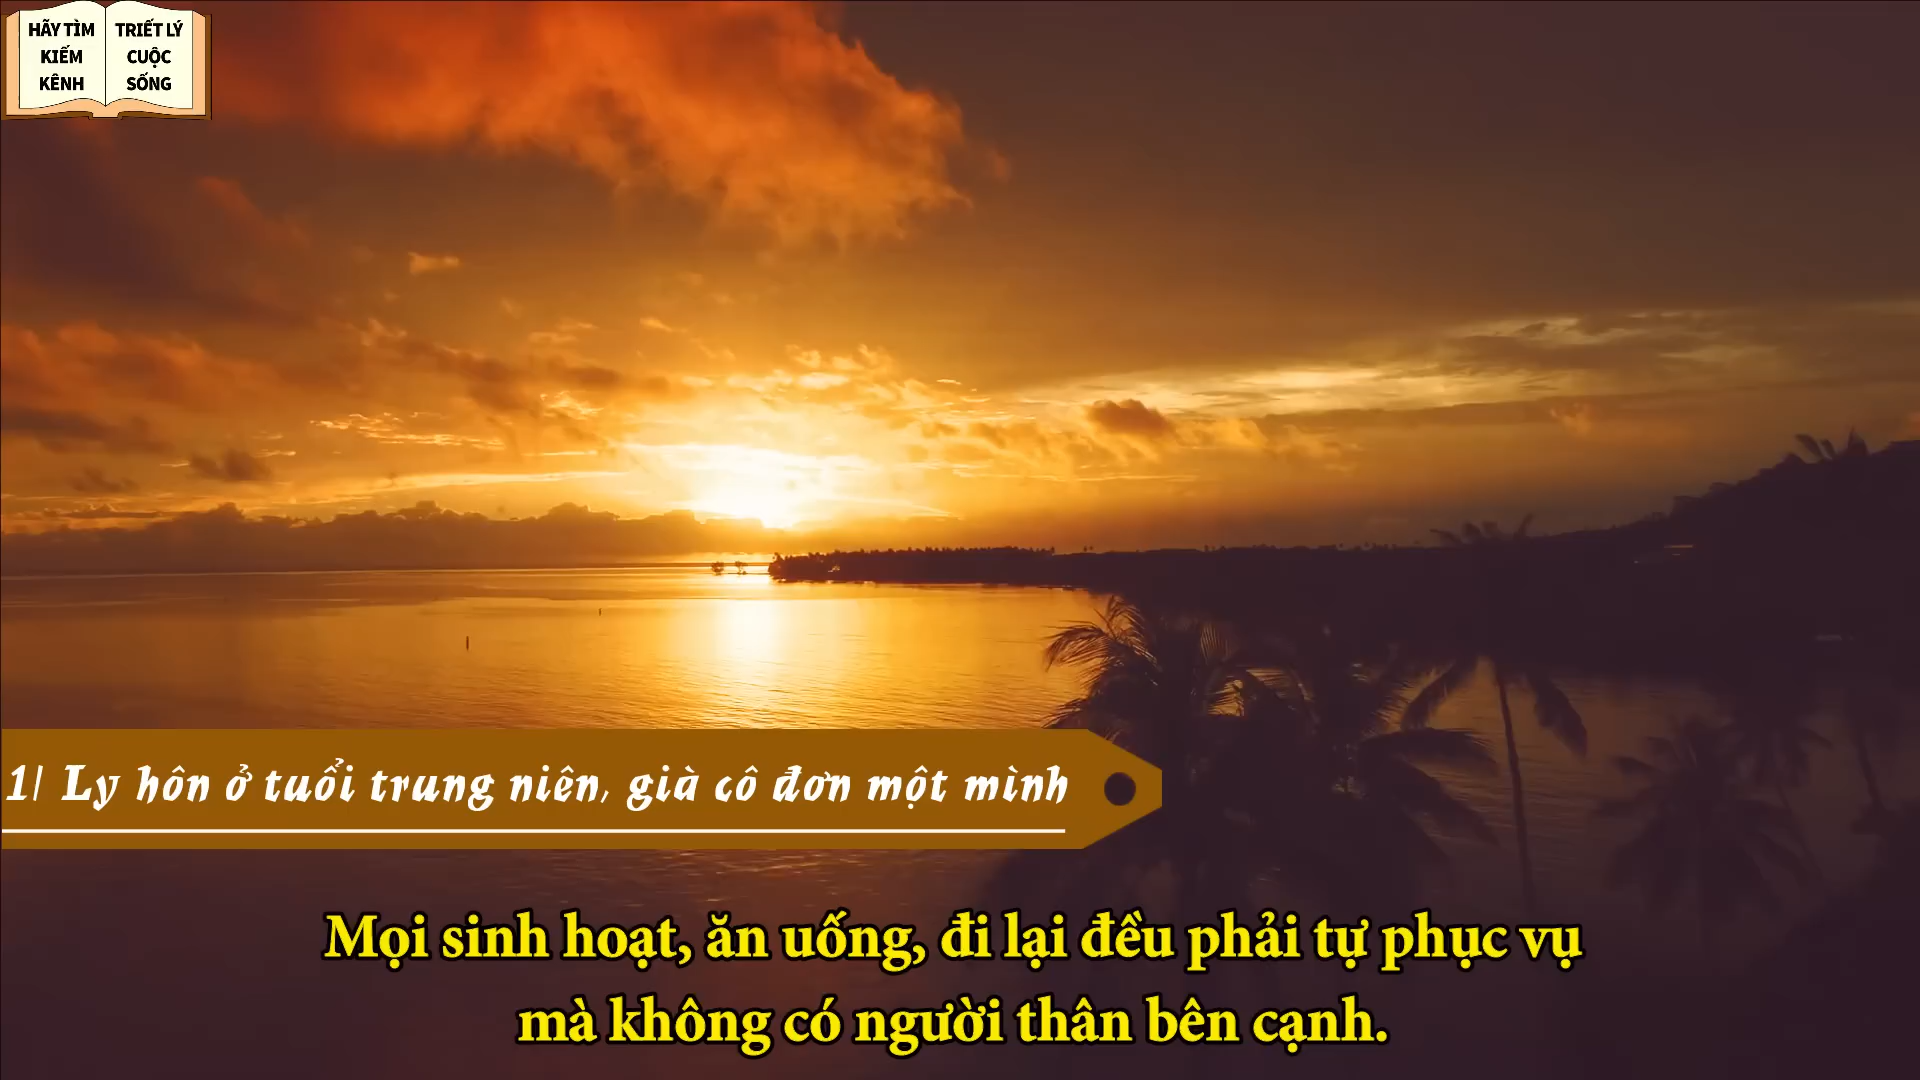 HÃY TÌM
KIẾM
KÊNH
TRIẾT LÝ
CUỘC
SỐNG
1/ Ly hôn ở tuổi trung niên, già cô đơn một mình
Mọi sinh hoạt, ăn uống, đi lại đều phải tự phục vụ
mà không có người thân bên cạnh.